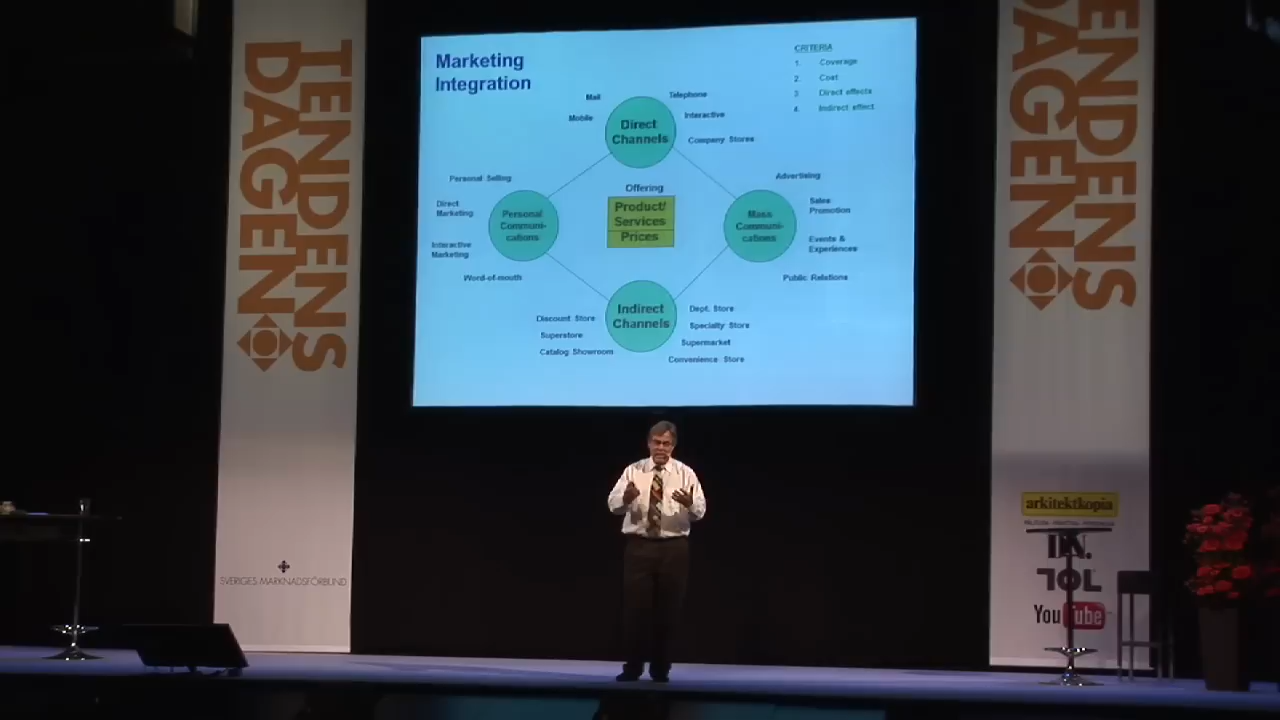 TENDENS
DAGEN
SVERIGES MARKNADSFÖRBUND
Marketing
Integration
CRITERIA
1. Coverage
2. Cost
3 Direct effects
4. Indirect effect
Mail
Mobile
Direct
Channels
Telephone
Interactive
Company Stores
Personal Selling
Direct
Marketing
Interactive
Marketing
Word-of-mouth
Personal
Communi-
cations
Offering
Product/
Services
Prices
Mass
Communi-
cations
Advertising
Sales
Promotion
Events &
Experiences
Public Relations
Indirect
Channels
Discount Store
Superstore
Catalog Showroom
Dept. Store
Specialty Store
Supermarket
Convenience Store
TENDENS
DAGEN
arkitektkopia
YouTube